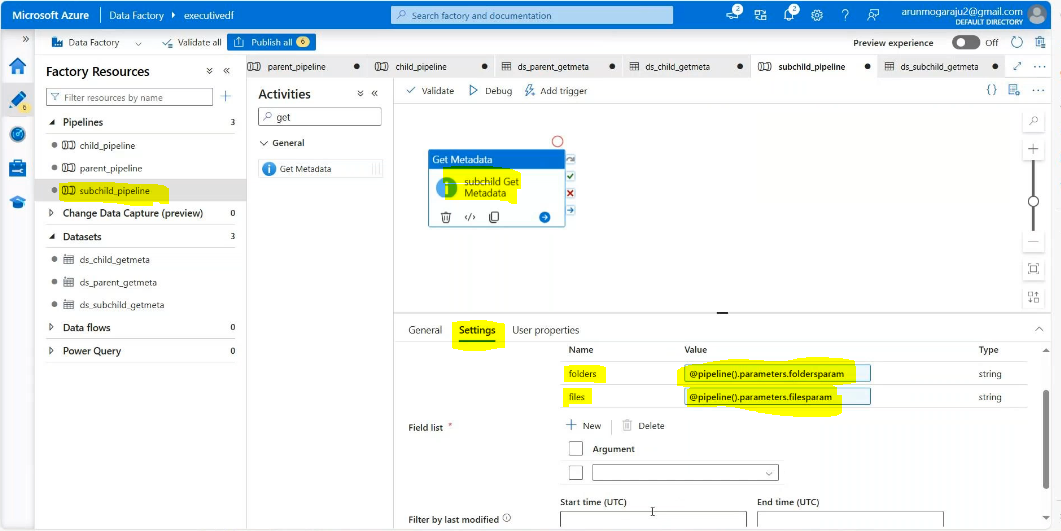 Microsoft Azure
Data Factory
executivedf
Search factory and documentation
2
2
arunmogaraju2@gmail.com
DEFAULT DIRECTORY
Data Factory
Validate all
Publish all 6
Preview experience
Off
6
Factory Resources
Filter resources by name
Pipelines 3
child_pipeline
parent_pipeline
subchild_pipeline
Change Data Capture (preview) 0
Datasets 3
ds_child_getmeta
ds_parent_getmeta
ds_subchild_getmeta
Data flows 0
Power Query 0
parent_pipeline
child_pipeline
ds_parent_getmeta
ds_child_getmeta
subchild_pipeline
ds_subchild_getmeta
Activities
get
General
Get Metadata
Validate
Debug
Add trigger
Get Metadata
subchild Get
Metadata
General
Settings
User properties
Name Value Type
folders @pipeline().parameters.foldersparam string
files @pipeline().parameters.filesparam string
Field list *
New
Delete
Argument
Start time (UTC) End time (UTC)
Filter by last modified